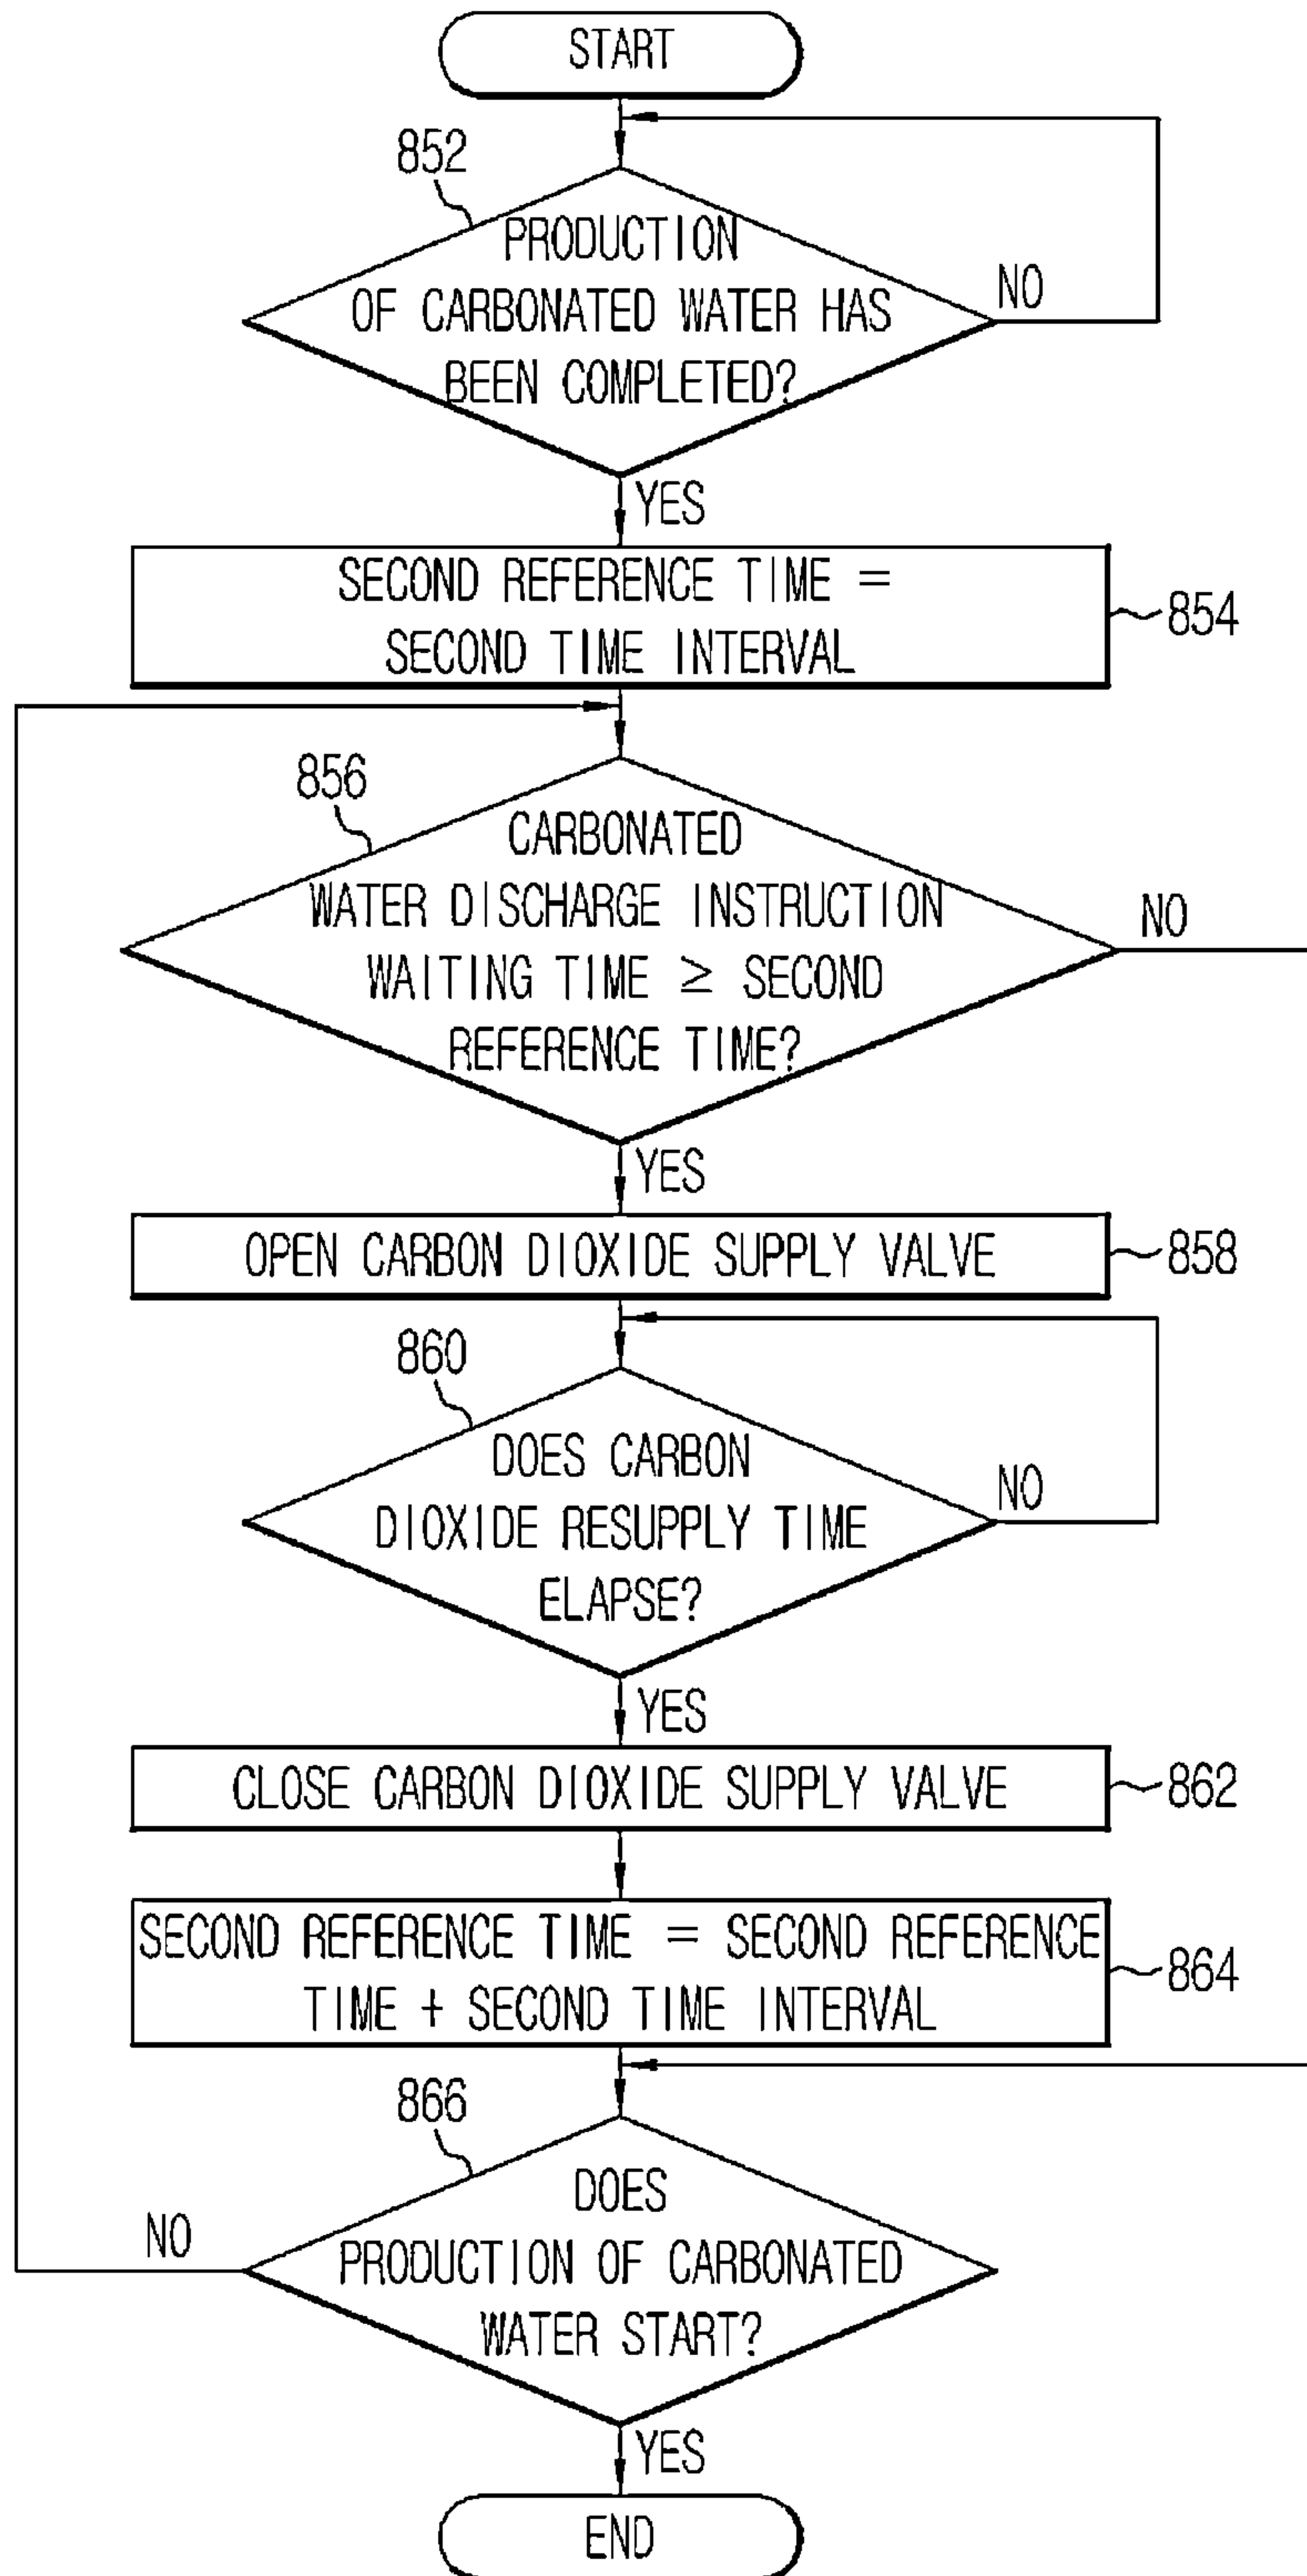 START
852
PRODUCTION
OF CARBONATED WATER HAS
BEEN COMPLETED?
NO
YES
SECOND REFERENCE TIME =
SECOND TIME INTERVAL
854
856
CARBONATED
WATER DISCHARGE INSTRUCTION
WAITING TIME ≥ SECOND
REFERENCE TIME?
NO
YES
OPEN CARBON DIOXIDE SUPPLY VALVE
858
860
DOES CARBON
DIOXIDE RESUPPLY TIME
ELAPSE?
NO
YES
CLOSE CARBON DIOXIDE SUPPLY VALVE
862
SECOND REFERENCE TIME = SECOND REFERENCE
TIME + SECOND TIME INTERVAL
864
866
DOES
PRODUCTION OF CARBONATED
WATER START?
NO
YES
END